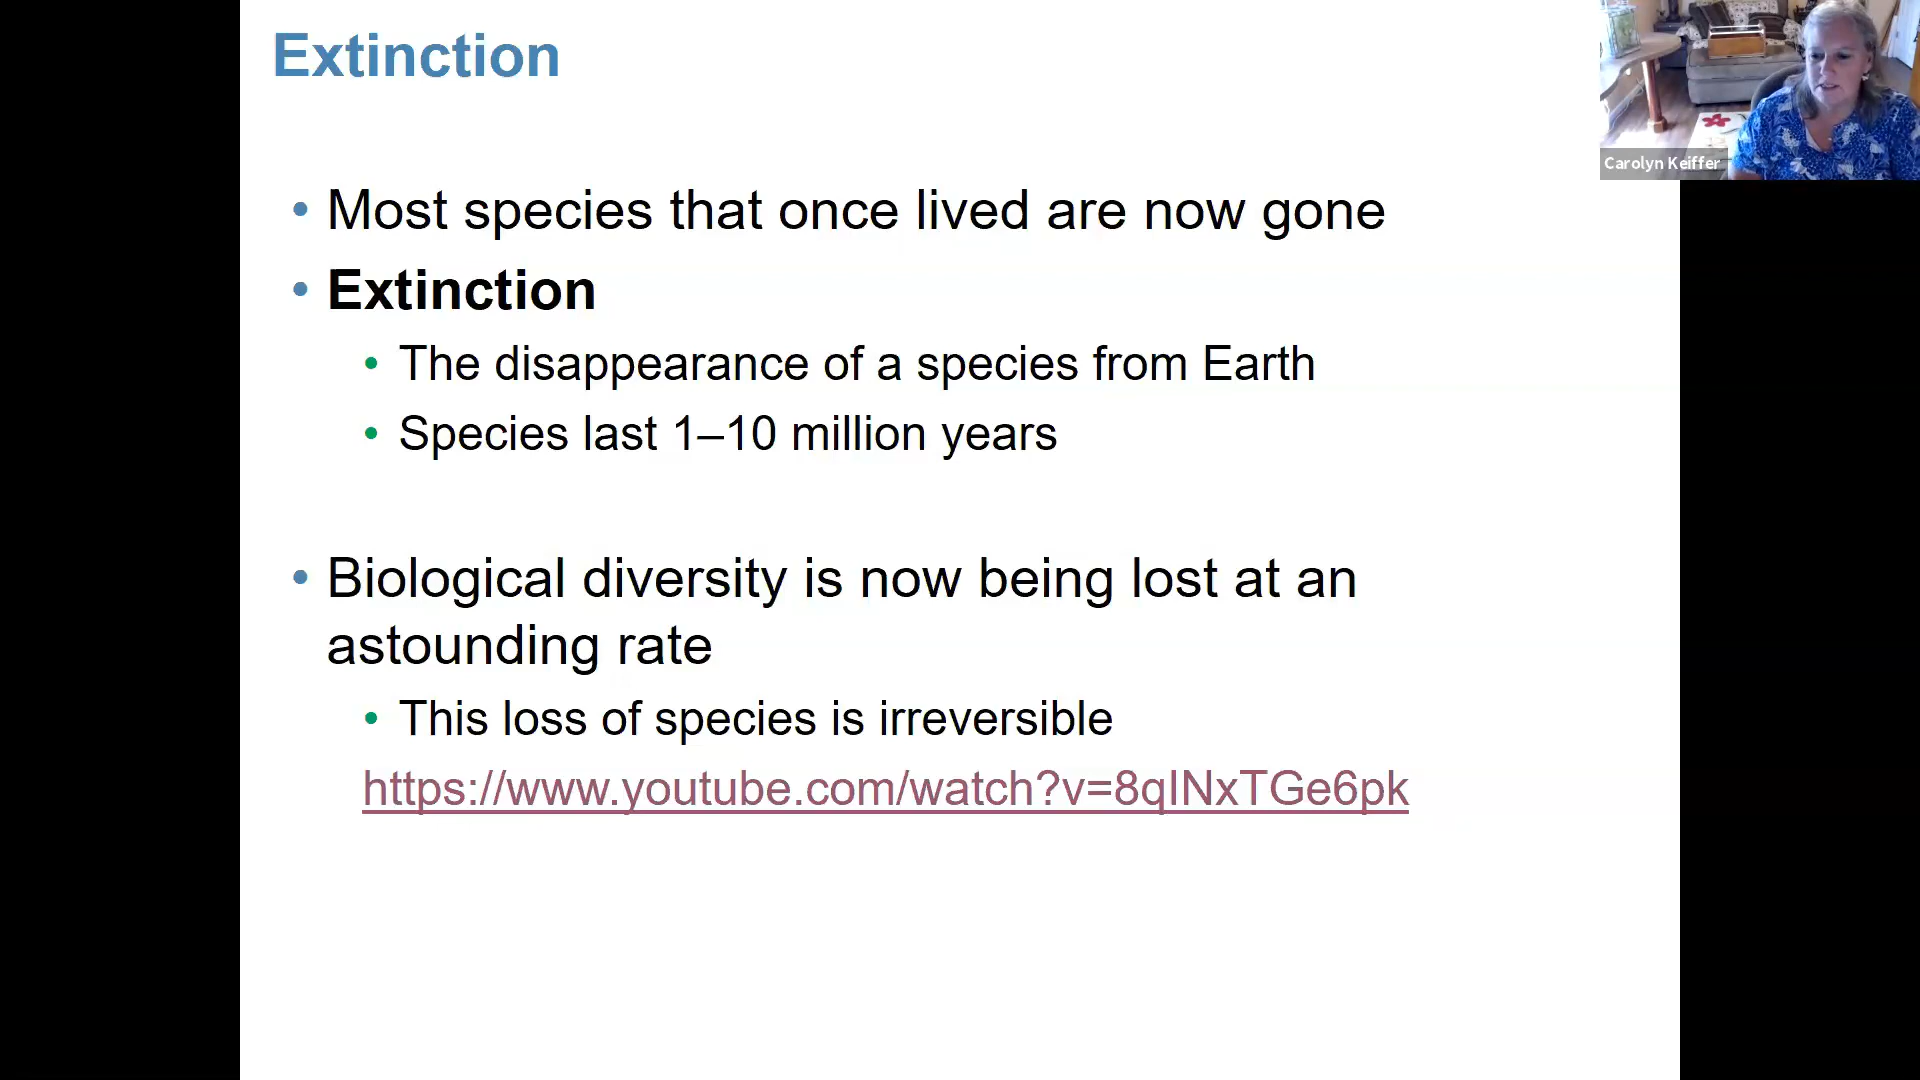 Extinction
Carolyn Keiffer
• Most species that once lived are now gone
• Extinction
• The disappearance of a species from Earth
• Species last 1–10 million years
• Biological diversity is now being lost at an
astounding rate
• This loss of species is irreversible
https://www.youtube.com/watch?v=8qINxTGe6pk